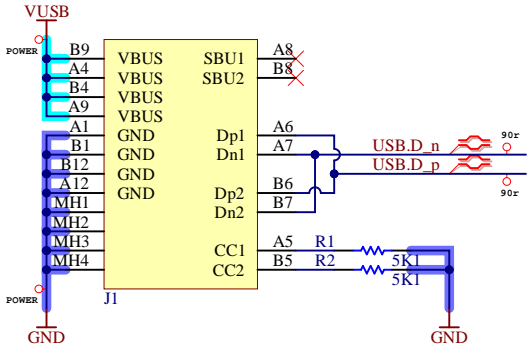 VUSB
POWER
B9 VBUS SBU1 A8
A4 VBUS SBU2 B8
B4 VBUS
A9 VBUS
A1 GND Dp1 A6
B1 GND Dn1 A7 USB.D_n 90r
B12 GND USB.D_p
A12 GND Dp2 B6 90r
MH1 Dn2 B7
MH2
MH3 CC1 A5 R1 5K1
MH4 CC2 B5 R2 5K1
POWER
J1
GND GND